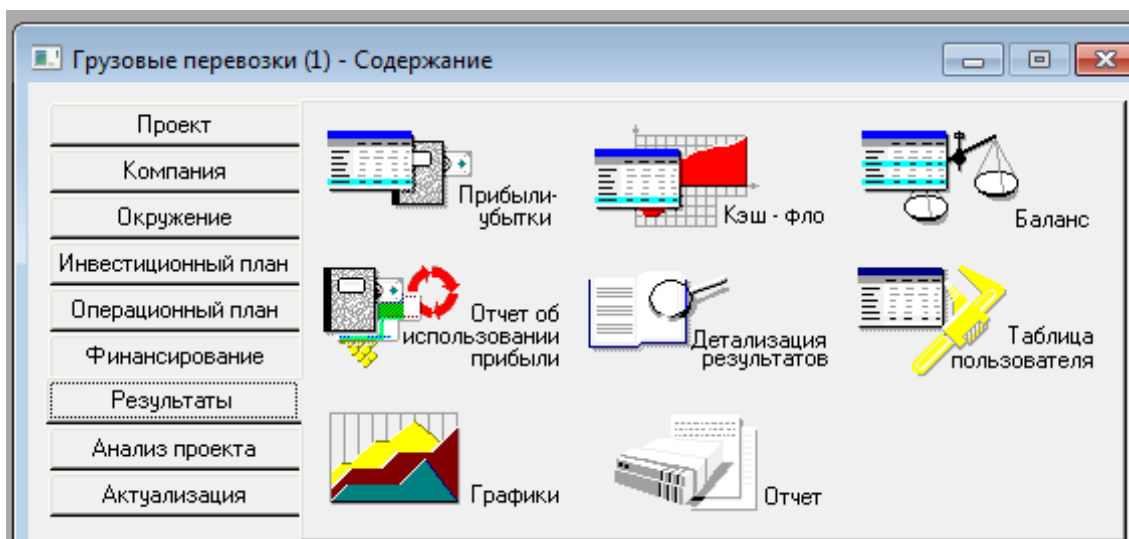 Грузовые перевозки (1) - Содержание
Проект
Компания
Окружение
Инвестиционный план
Операционный план
Финансирование
Результаты
Анализ проекта
Актуализация
Прибыли-
убытки
Кэш - фло
Баланс
Отчет об
использовании
прибыли
Детализация
результатов
Таблица
пользователя
Графики
Отчет